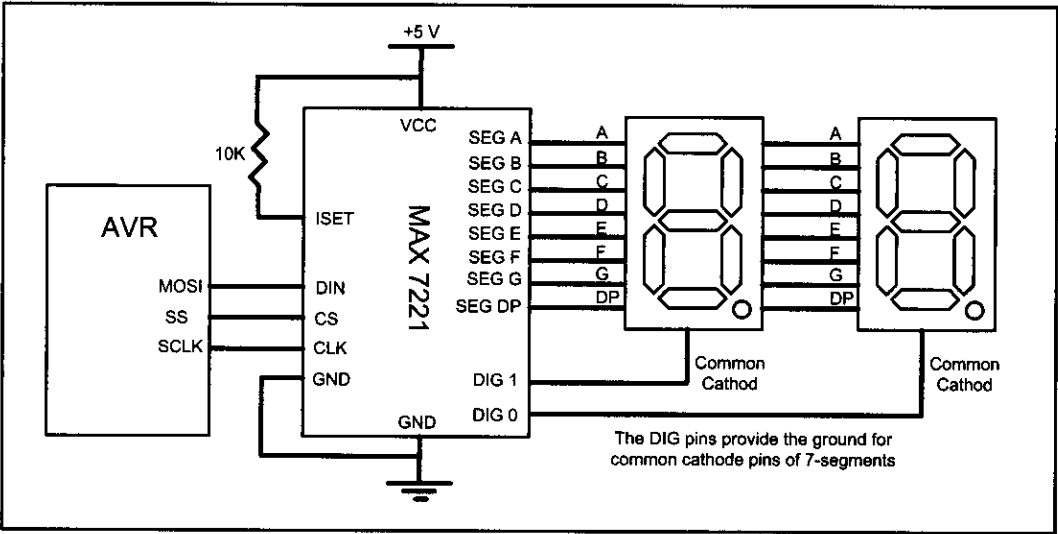 +5 V
VCC
10K
ISET
AVR
MOSI
SS
SCLK
DIN
CS
CLK
GND
GND
MAX 7221
SEG A
SEG B
SEG C
SEG D
SEG E
SEG F
SEG G
SEG DP
DIG 1
DIG 0
A
B
C
D
E
F
G
DP
A
B
C
D
E
F
G
DP
Common
Cathod
Common
Cathod
The DIG pins provide the ground for
common cathode pins of 7-segments